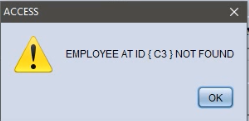 ACCESS
EMPLOYEE AT ID { C3 } NOT FOUND
OK